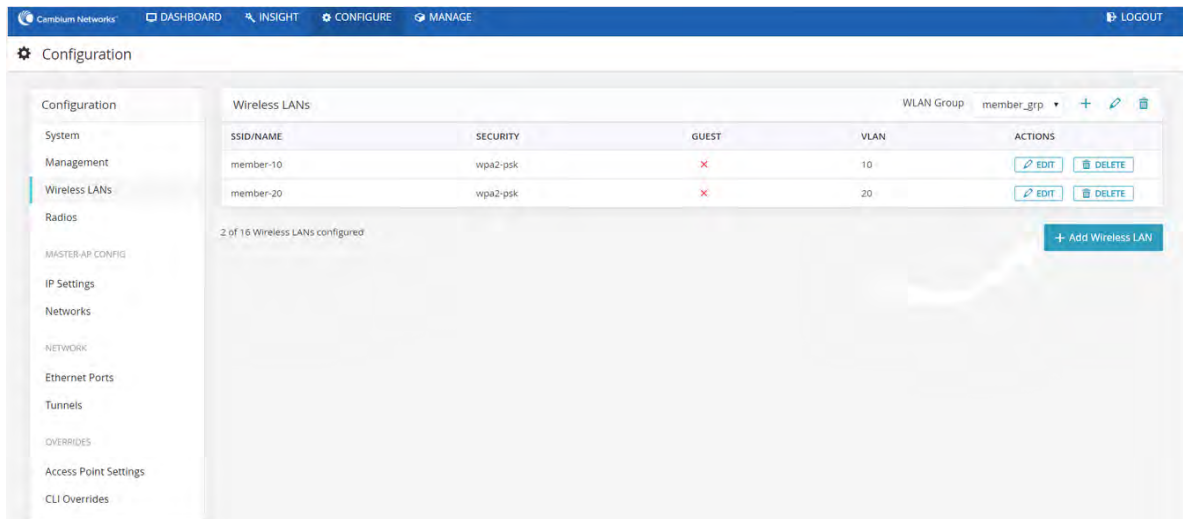 Cambium Networks™ DASHBOARD INSIGHT CONFIGURE MANAGE LOGOUT
Configuration
Configuration
System
Management
Wireless LANs
Radios
MASTER-AP CONFIG
IP Settings
Networks
NETWORK
Ethernet Ports
Tunnels
OVERRIDES
Access Point Settings
CLI Overrides
Wireless LANs WLAN Group member_grp
SSID/NAME SECURITY GUEST VLAN ACTIONS
member-10 wpa2-psk 10 EDIT DELETE
member-20 wpa2-psk 20 EDIT DELETE
2 of 16 Wireless LANs configured
+ Add Wireless LAN